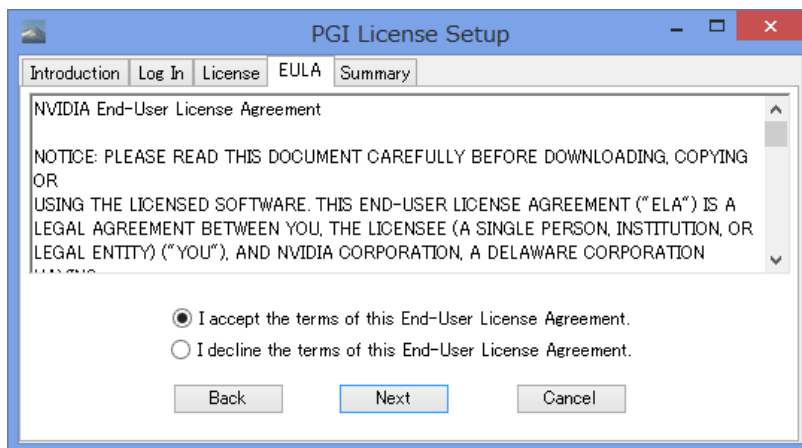 PGI License Setup
Introduction Log In License EULA Summary
NVIDIA End-User License Agreement
NOTICE: PLEASE READ THIS DOCUMENT CAREFULLY BEFORE DOWNLOADING, COPYING
OR
USING THE LICENSED SOFTWARE. THIS END-USER LICENSE AGREEMENT ("ELA") IS A
LEGAL AGREEMENT BETWEEN YOU, THE LICENSEE (A SINGLE PERSON, INSTITUTION, OR
LEGAL ENTITY) ("YOU"), AND NVIDIA CORPORATION, A DELAWARE CORPORATION
I accept the terms of this End-User License Agreement.
I decline the terms of this End-User License Agreement.
Back Next Cancel